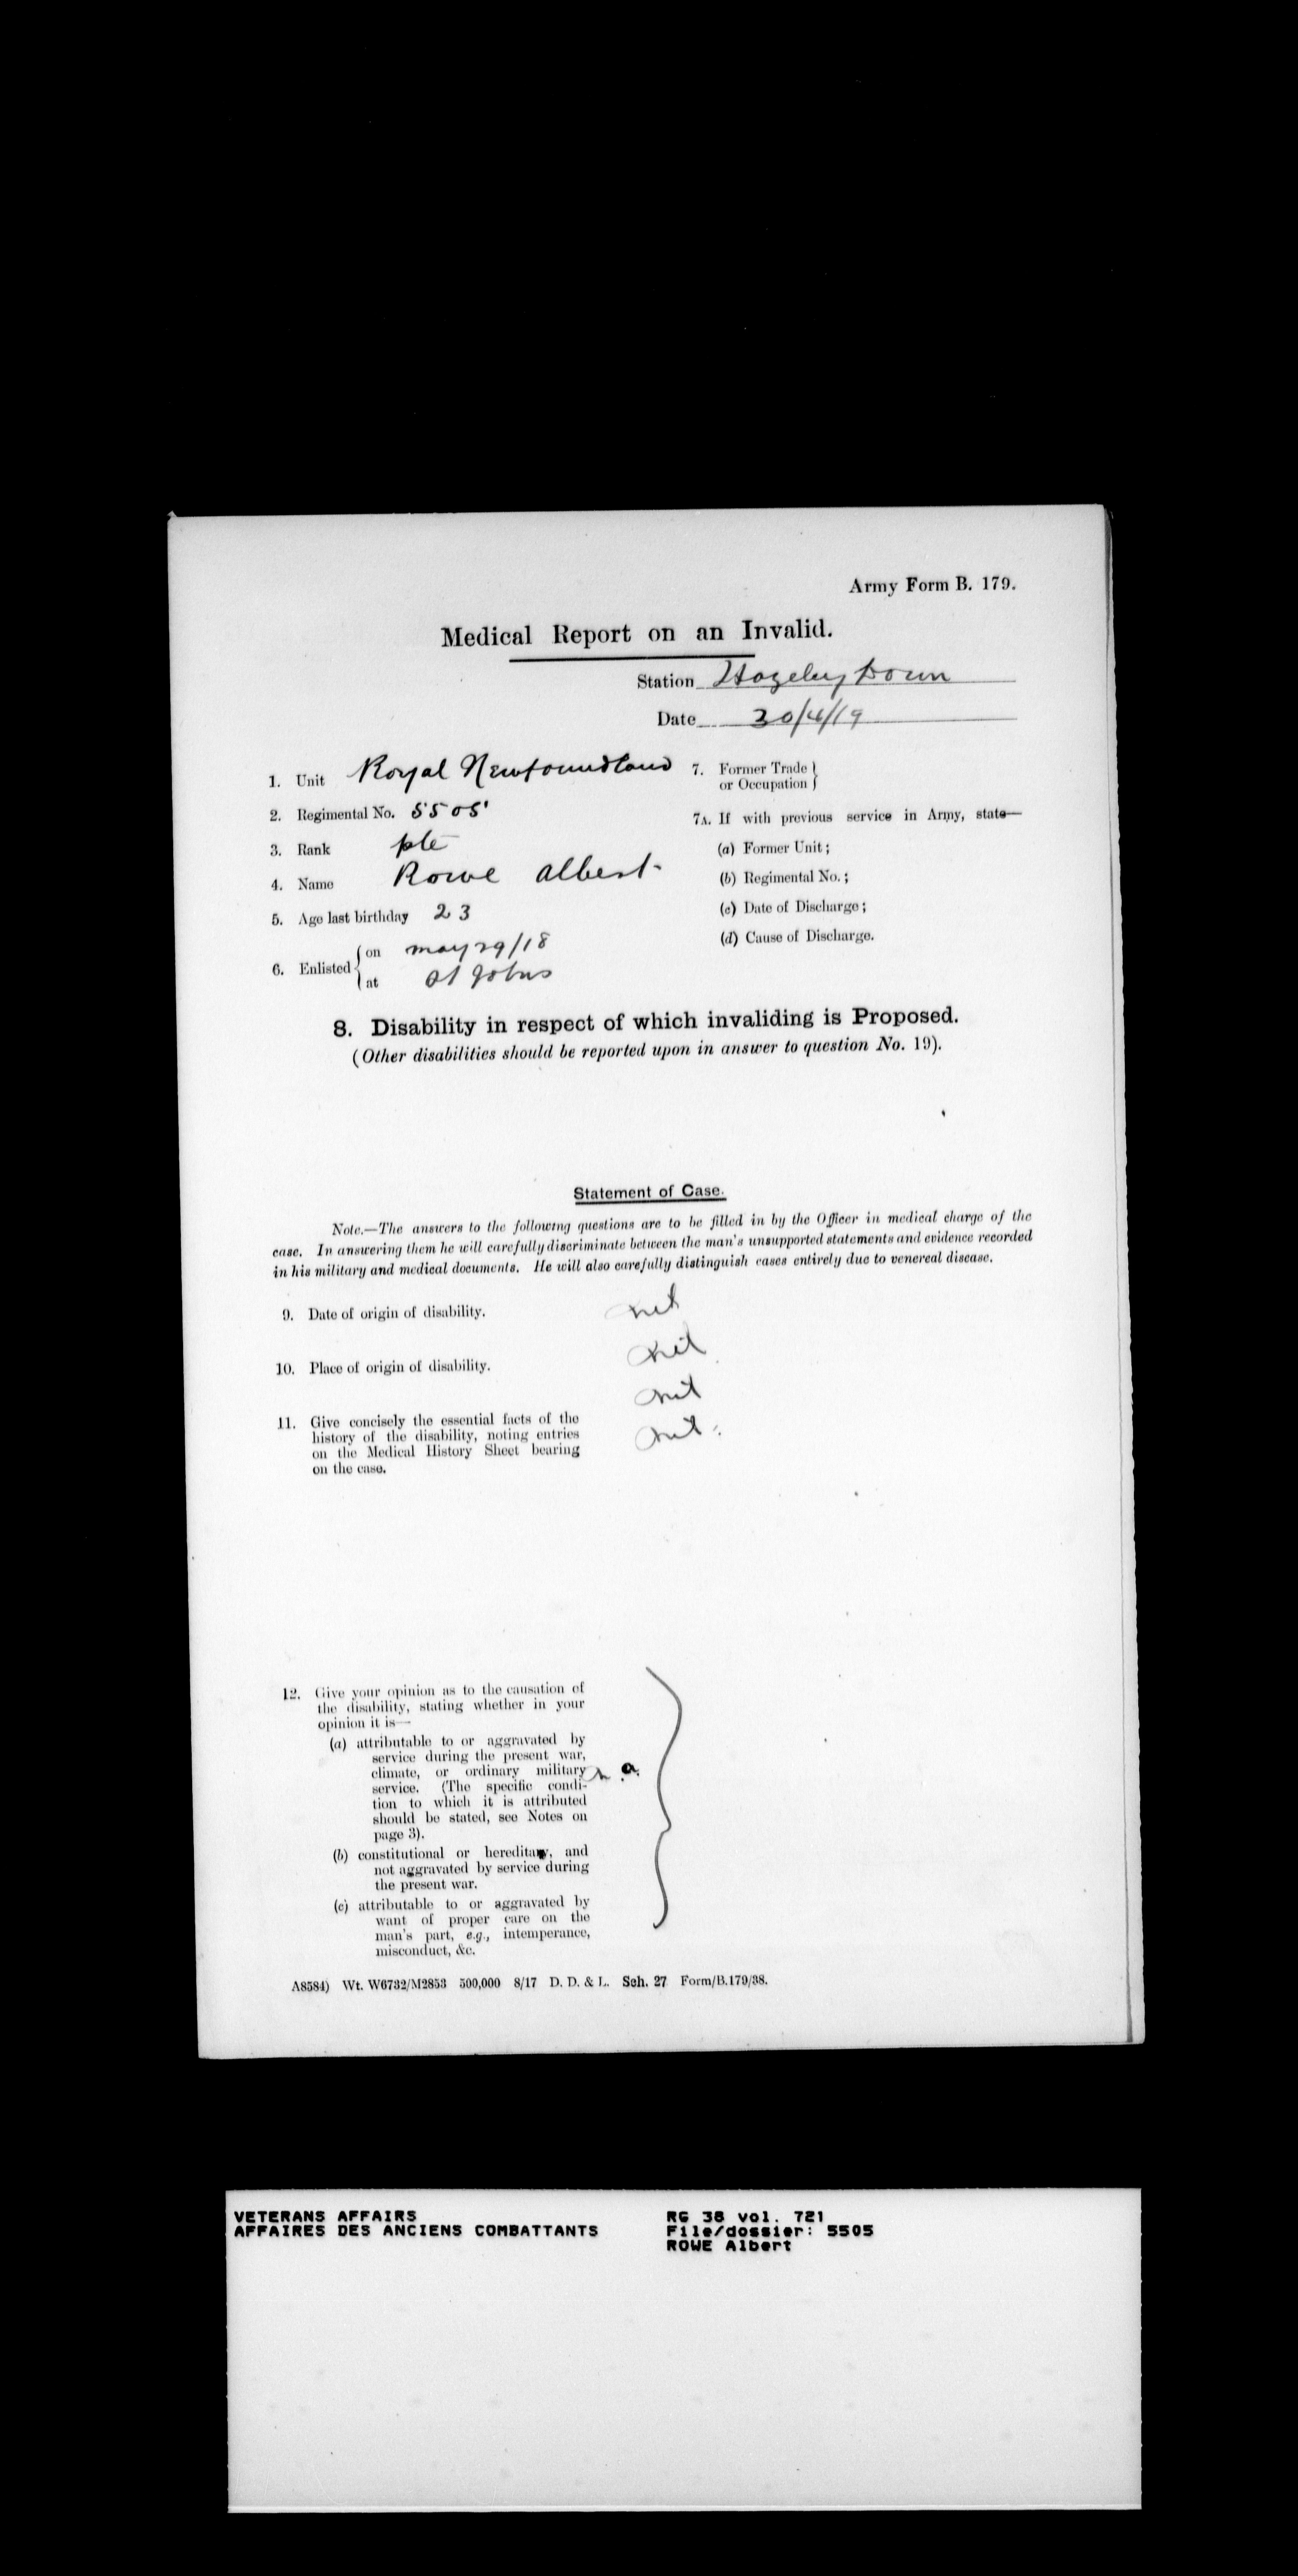 Army Form B. 179.
Medical Report on an Invalid.
Station Hazeley Down
Date 30/4/19
1. Unit Royal Newfoundland
2. Regimental No. 5505
3. Rank pte
4. Name Rowe Albert
5. Age last birthday 23
6. Enlisted { on may 29/18
at St Johns
7. Former Trade }
or Occupation }
7A. If with previous service in Army, state—
(a) Former Unit;
(b) Regimental No.;
(c) Date of Discharge;
(d) Cause of Discharge.
8. Disability in respect of which invaliding is Proposed.
(Other disabilities should be reported upon in answer to question No. 19).
Statement of Case.
Note.—The answers to the following questions are to be filled in by the Officer in medical charge of the
case. In answering them he will carefully discriminate between the man's unsupported statements and evidence recorded
in his military and medical documents. He will also carefully distinguish cases entirely due to venereal disease.
9. Date of origin of disability. nil
10. Place of origin of disability. nil
nil
11. Give concisely the essential facts of the nil.
history of the disability, noting entries
on the Medical History Sheet bearing
on the case.
12. Give your opinion as to the causation of
the disability, stating whether in your
opinion it is—
(a) attributable to or aggravated by
service during the present war,
climate, or ordinary military n.a.
service. (The specific condi-
tion to which it is attributed
should be stated, see Notes on
page 3).
(b) constitutional or hereditary, and
not aggravated by service during
the present war.
(c) attributable to or aggravated by
want of proper care on the
man's part, e.g., intemperance,
misconduct, &c.
A8584) Wt. W6732/M2853 500,000 8/17 D. D. & L. Sch. 27 Form/B.179/38.
VETERANS AFFAIRS
AFFAIRES DES ANCIENS COMBATTANTS
RG 38 vol. 721
File/dossier: 5505
ROWE Albert